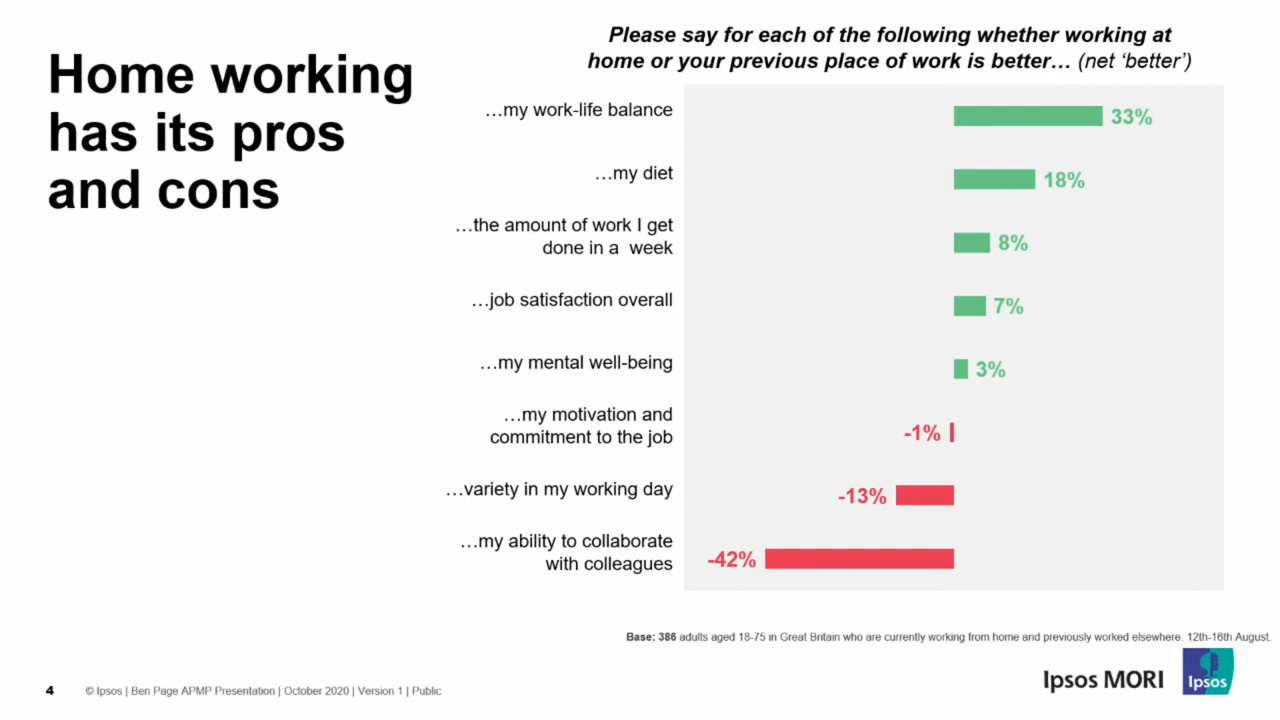 Home working
has its pros
and cons
Please say for each of the following whether working at
home or your previous place of work is better… (net ‘better’)
…my work-life balance
33%
…my diet
18%
…the amount of work I get
done in a  week
8%
…job satisfaction overall
7%
…my mental well-being
3%
…my motivation and
commitment to the job
-1%
…variety in my working day
-13%
…my ability to collaborate
with colleagues
-42%
Base: 386 adults aged 18-75 in Great Britain who are currently working from home and previously worked elsewhere. 12th-16th August.
4
© Ipsos | Ben Page APMP Presentation | October 2020 | Version 1 | Public
Ipsos MORI
Ipsos